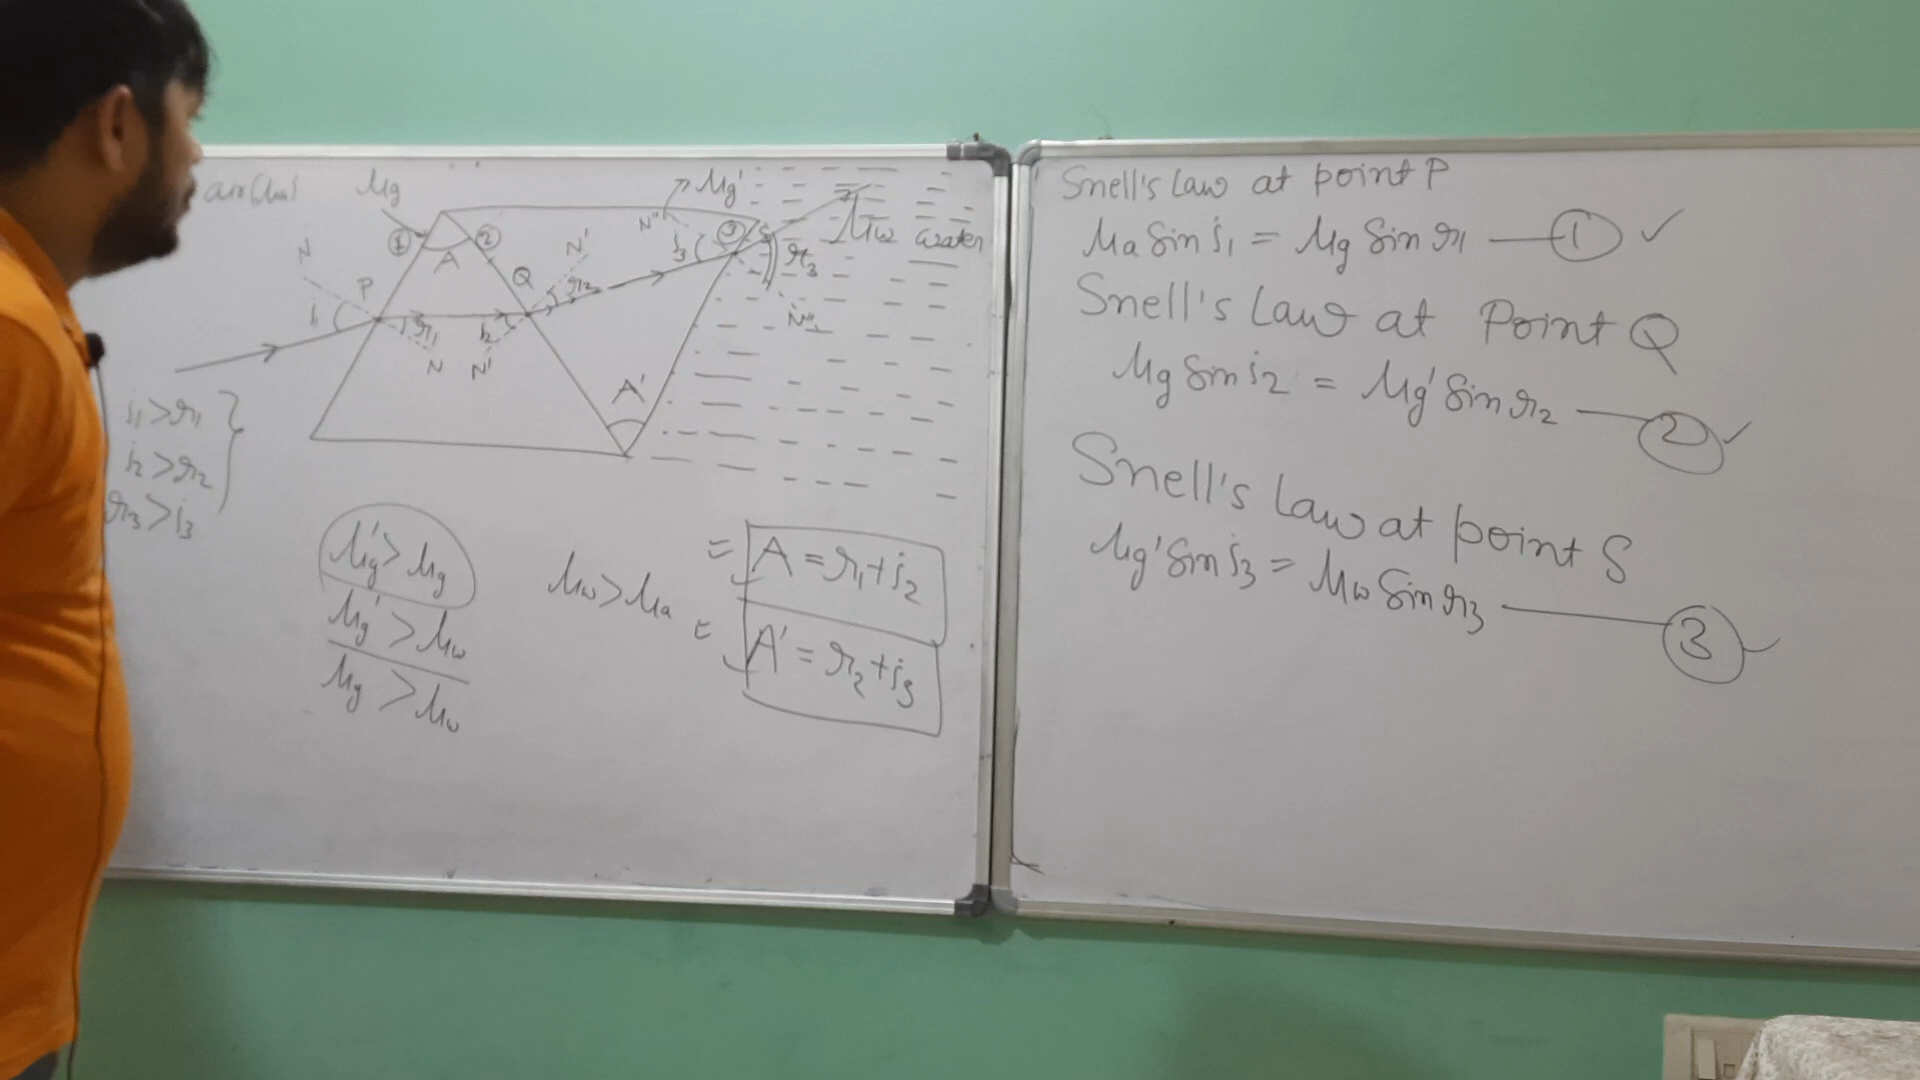 air(μa)
μg
μg'
N''
1
2
3
S
A
N'
N
P
Q
i3
r3
μw
water
i1
r1
i2
r2
N
N'
N''
A'
i1 > r1
i2 > r2
r3 > i3
μg' > μg
μg' > μw
μg > μw
μw > μa
= A = r1 + i2
= A' = r2 + i3
Snell's Law at point P
μa Sin i1 = μg Sin r1 — 1 ✓
Snell's Law at Point Q
μg Sin i2 = μg' Sin r2 — 2 ✓
Snell's Law at point S
μg' Sin i3 = μw Sin r3 — 3 ✓